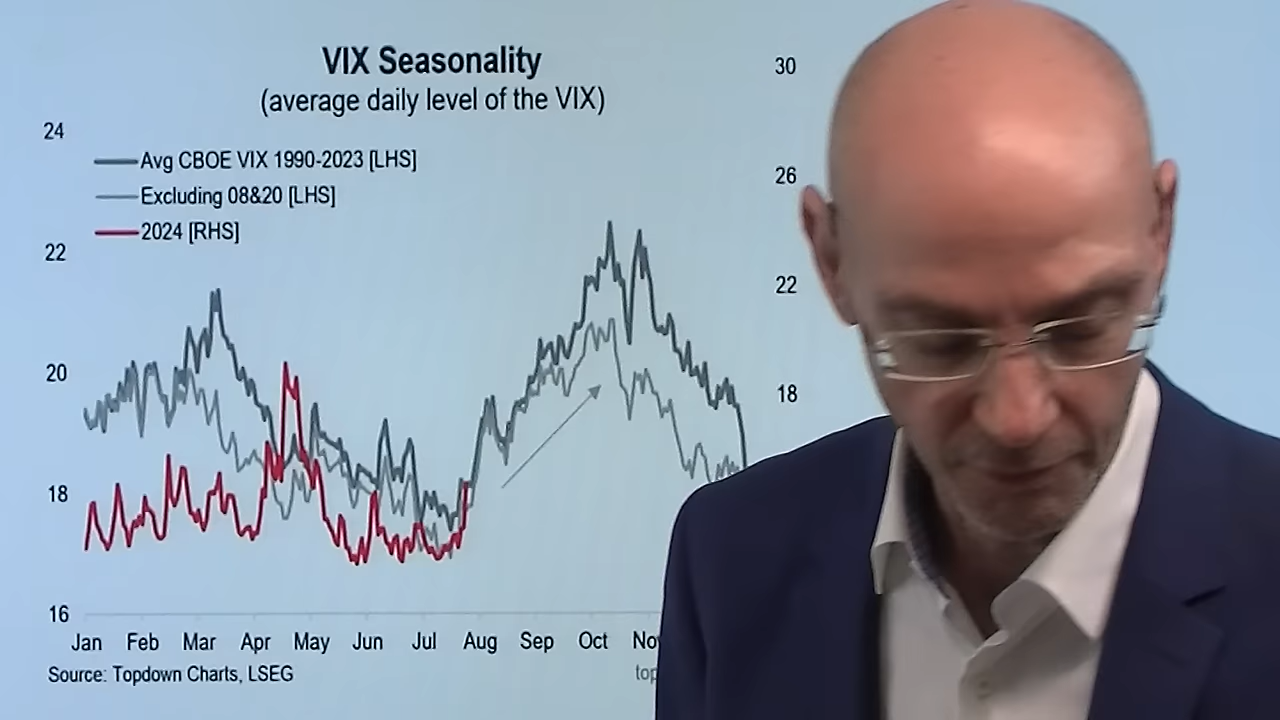 VIX Seasonality
(average daily level of the VIX)
Avg CBOE VIX 1990-2023 [LHS]
Excluding 08&20 [LHS]
2024 [RHS]
24
22
20
18
16
30
26
22
18
Jan Feb Mar Apr May Jun Jul Aug Sep Oct
Source: Topdown Charts, LSEG